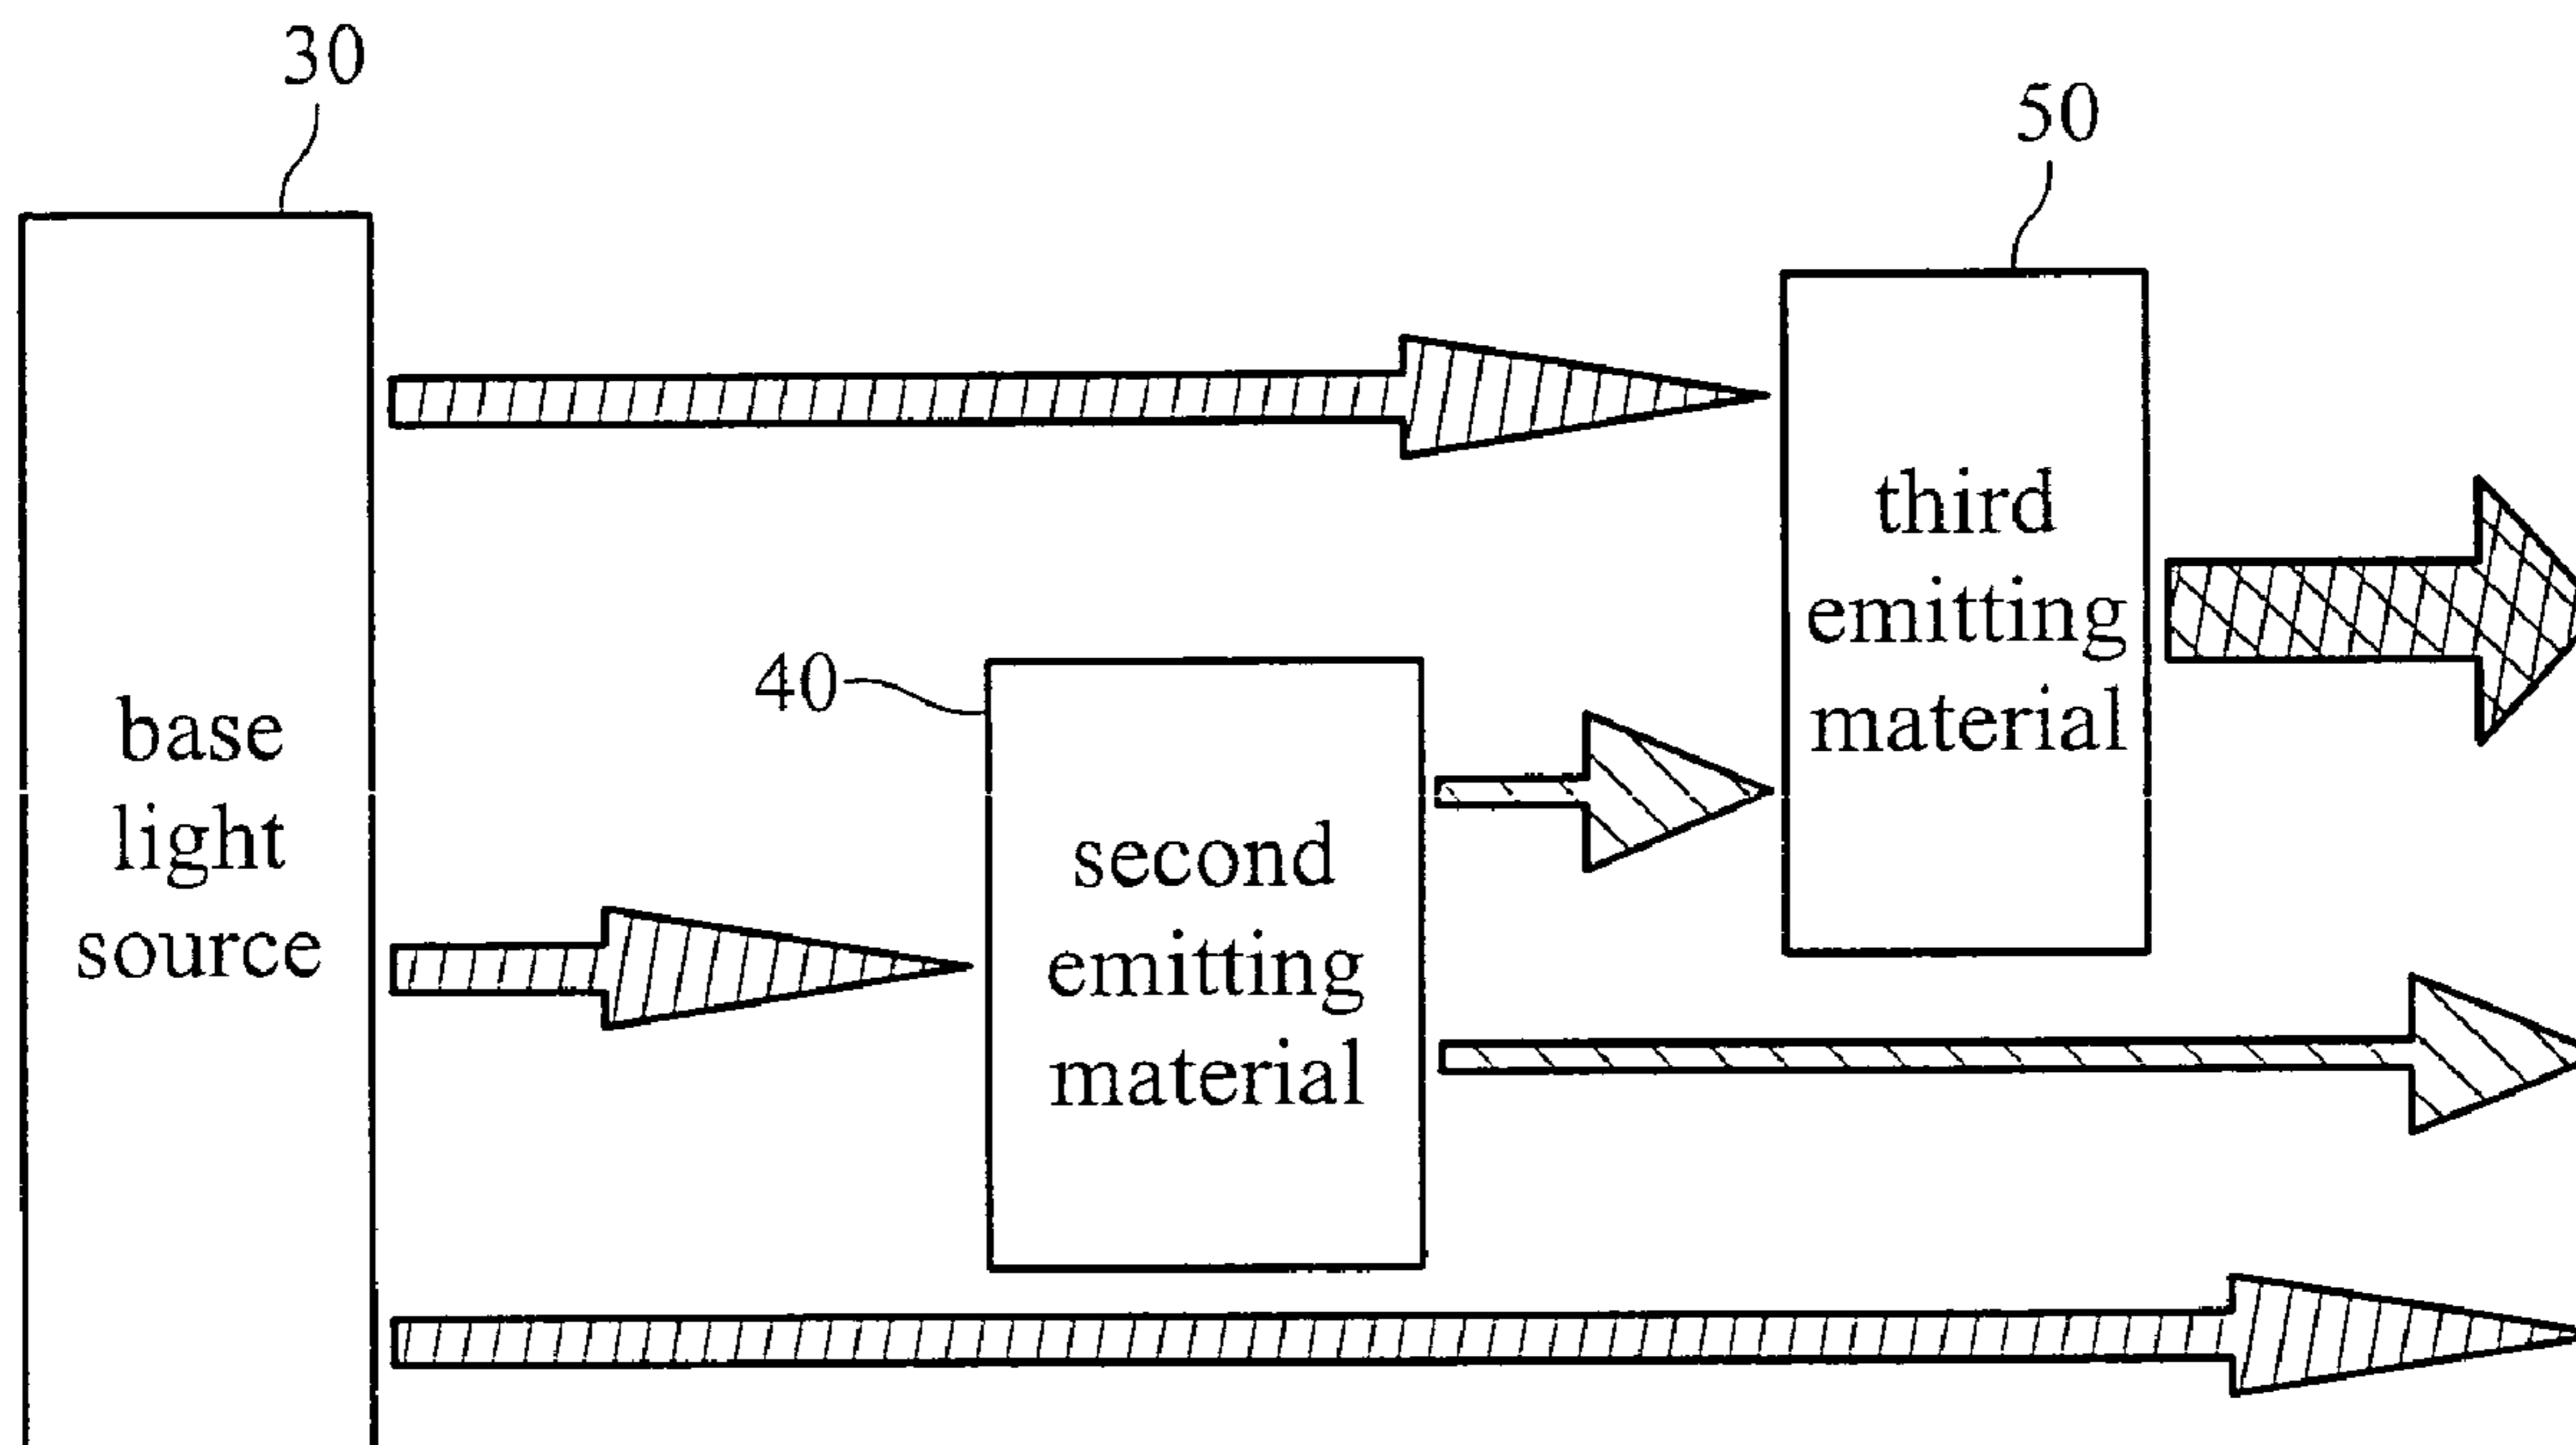 30
50
third
emitting
material
40
base
light
source
second
emitting
material